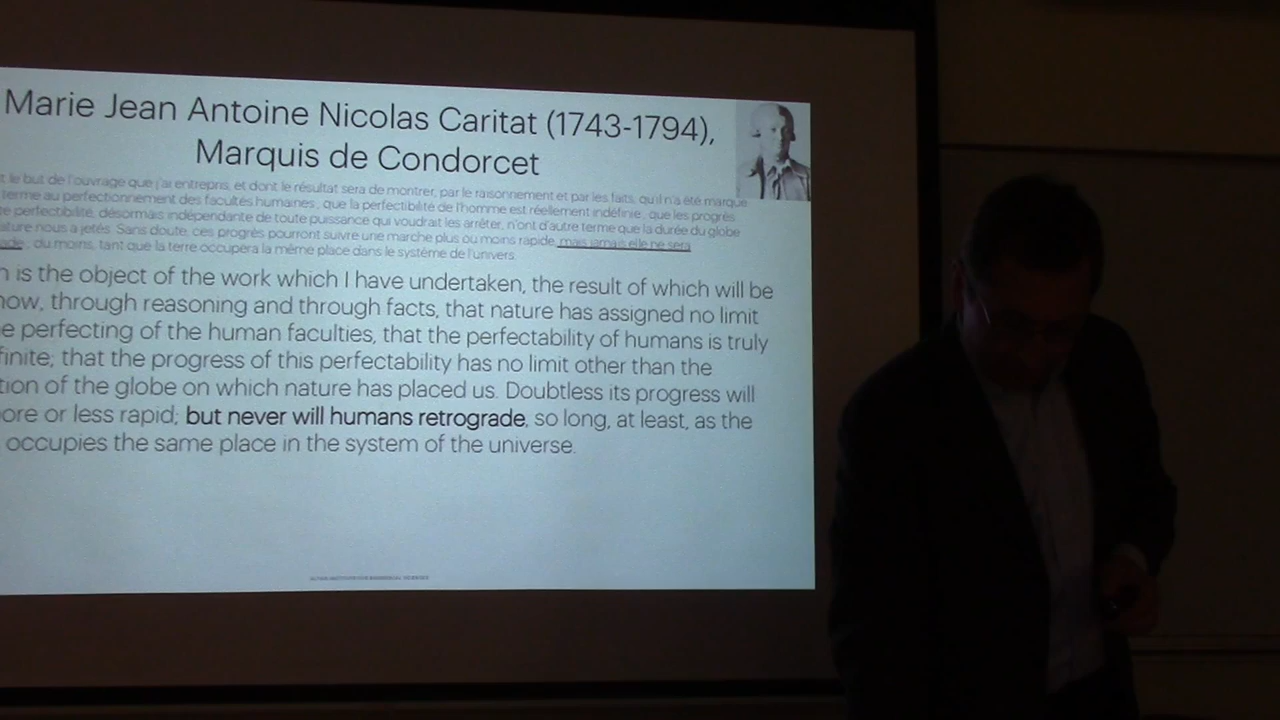 Marie Jean Antoine Nicolas Caritat (1743-1794),
Marquis de Condorcet
t le but de l'ouvrage que j'ai entrepris, et dont le résultat sera de montrer, par le raisonnement et par les faits, qu'il n'a été marqué
terme au perfectionnement des facultés humaines; que la perfectibilité de l'homme est réellement indéfinie; que les progrès
te perfectibilité, désormais indépendante de toute puissance qui voudrait les arrêter, n'ont d'autre terme que la durée du globe
ature nous a jetés. Sans doute, ces progrès pourront suivre une marche plus ou moins rapide, mais jamais elle ne sera
ade; du moins, tant que la terre occupera la même place dans le système de l'univers
n is the object of the work which I have undertaken, the result of which will be
how, through reasoning and through facts, that nature has assigned no limit
e perfecting of the human faculties, that the perfectability of humans is truly
finite; that the progress of this perfectability has no limit other than the
tion of the globe on which nature has placed us. Doubtless its progress will
ore or less rapid; but never will humans retrograde, so long, at least, as the
occupies the same place in the system of the universe.